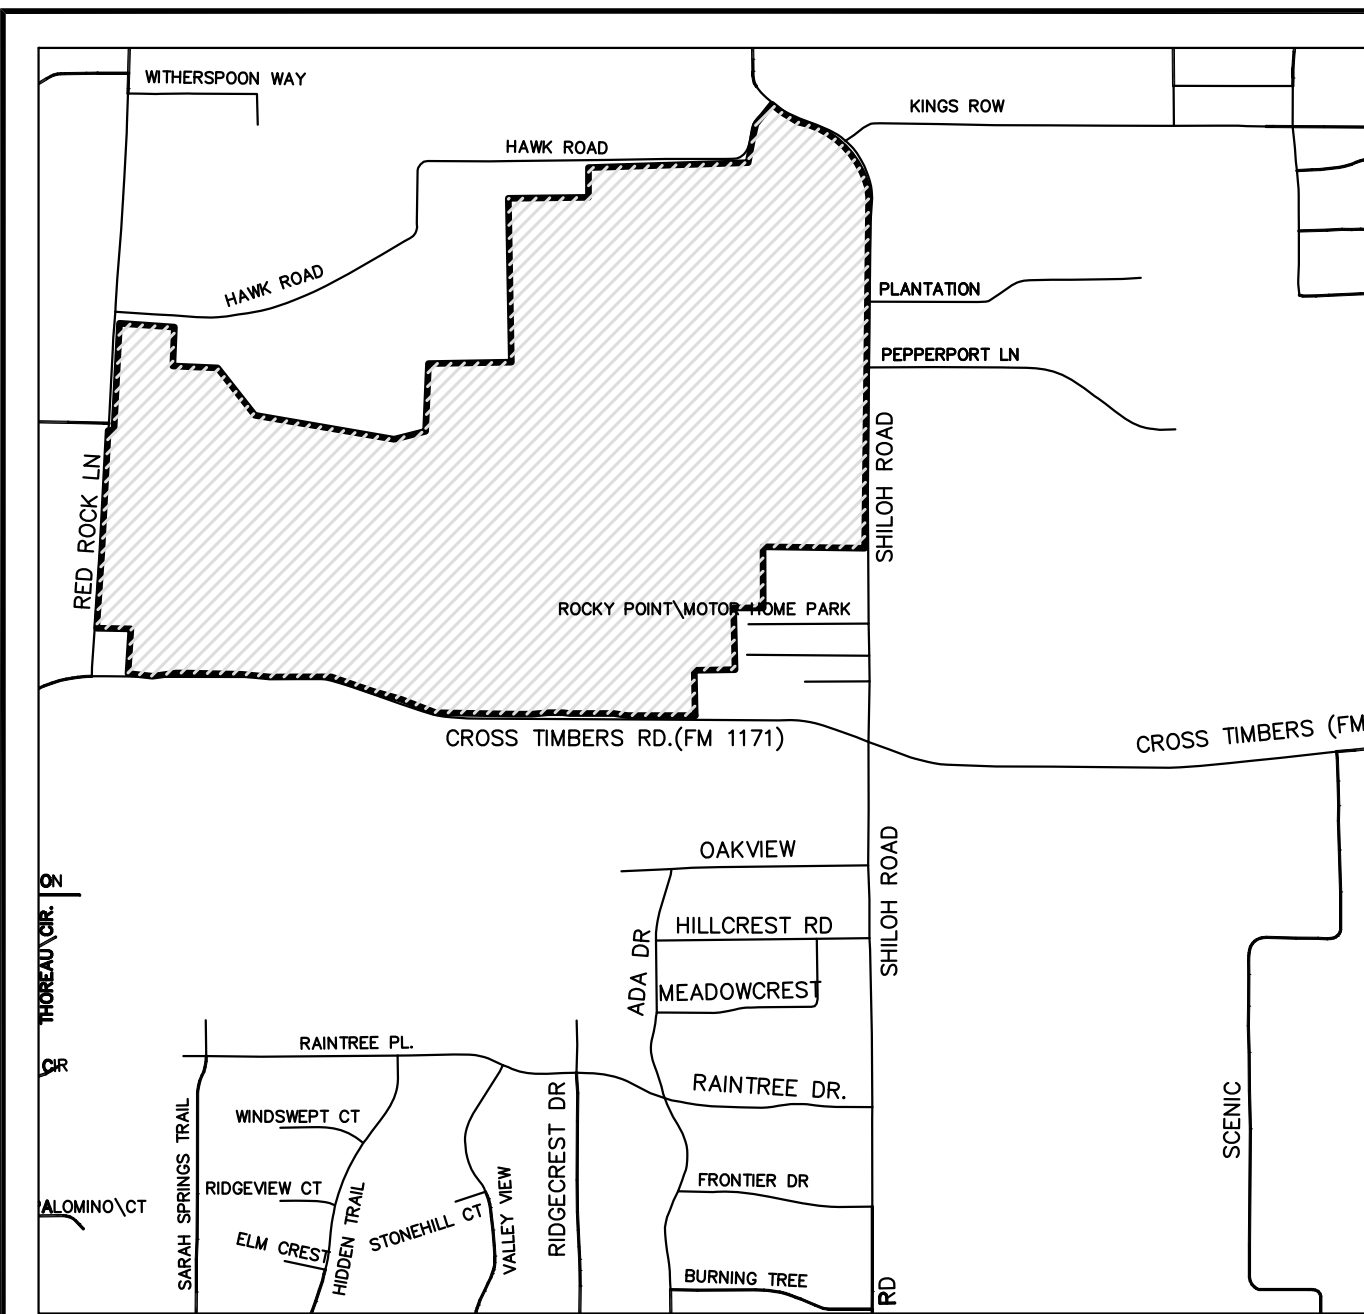 WITHERSPOON WAY
KINGS ROW
HAWK ROAD
HAWK ROAD
PLANTATION
PEPPERPORT LN
SHILOH ROAD
RED ROCK LN
ROCKY POINT\MOTOR HOME PARK
CROSS TIMBERS RD.(FM 1171)
CROSS TIMBERS (FM
OAKVIEW
SHILOH ROAD
ON
THOREAU\CIR.
HILLCREST RD
ADA DR
MEADOWCREST
RAINTREE PL.
CIR
RAINTREE DR.
RIDGECREST DR
WINDSWEPT CT
SARAH SPRINGS TRAIL
SCENIC
RIDGEVIEW CT
HIDDEN TRAIL
VALLEY VIEW
FRONTIER DR
PALOMINO\CT
STONEHILL CT
ELM CREST
BURNING TREE
RD